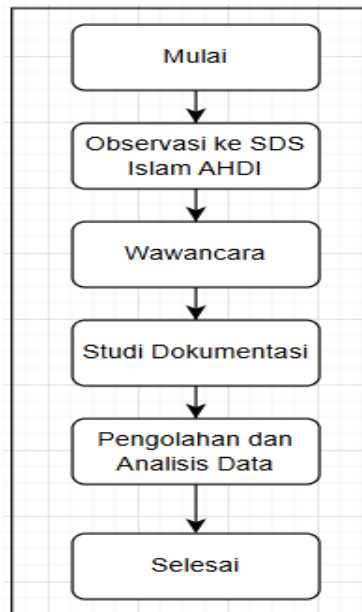 Mulai
Observasi ke SDS
Islam AHDI
Wawancara
Studi Dokumentasi
Pengolahan dan
Analisis Data
Selesai